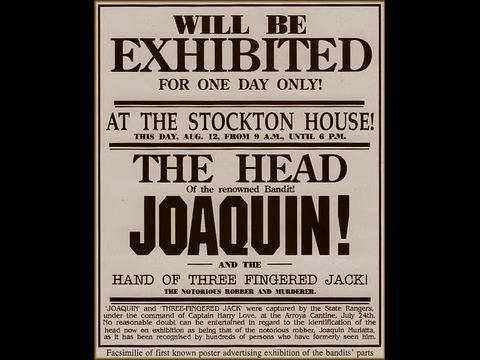 WILL BE
EXHIBITED
FOR ONE DAY ONLY!
AT THE STOCKTON HOUSE!
THIS DAY, AUG. 12, FROM 9 A.M., UNTIL 6 P.M.
THE HEAD
Of the renowned Bandit!
JOAQUIN!
AND THE
HAND OF THREE FINGERED JACK!
THE NOTORIOUS ROBBER AND MURDERER.
'JOAQUIN' and 'THREE-FINGERED JACK' were captured by the State Rangers,
under the command of Captain Harry Love, at the Arroya Cantine, July 24th.
No reasonable doubt can be entertained in regard to the identification of the
head now on exhibition as being that of the notorious robber, Joaquin Muriatta,
as it has been recognised by hundreds of persons who have formerly seen him.
Facsimilie of first known poster advertising exhibition of the bandits' parts